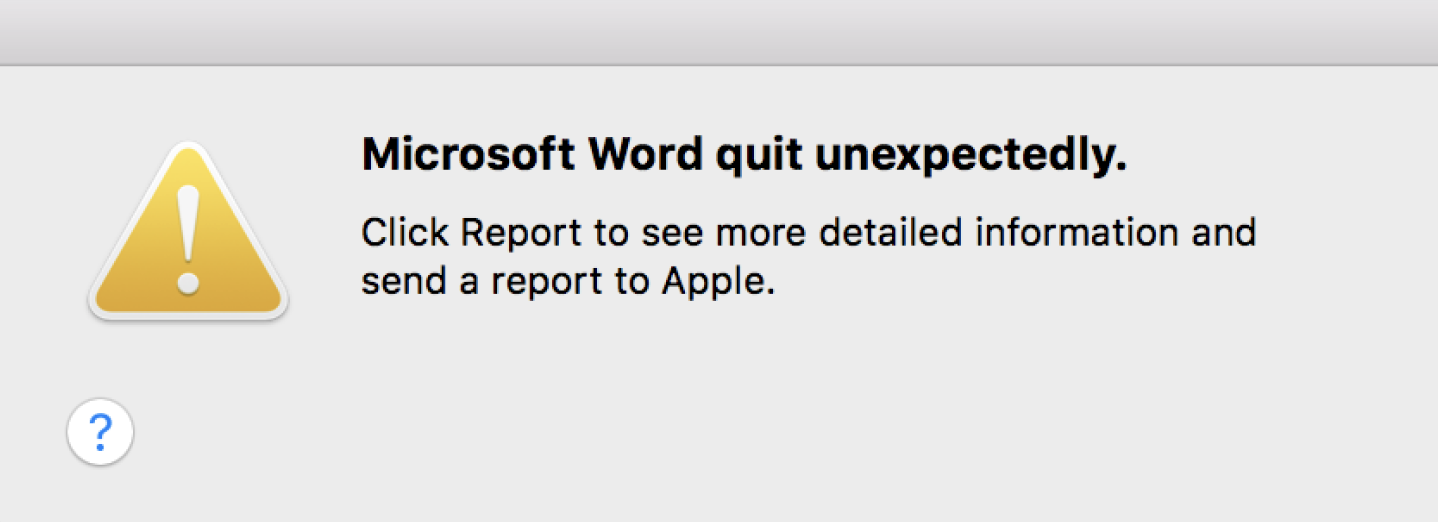 Microsoft Word quit unexpectedly.
Click Report to see more detailed information and
send a report to Apple.
?